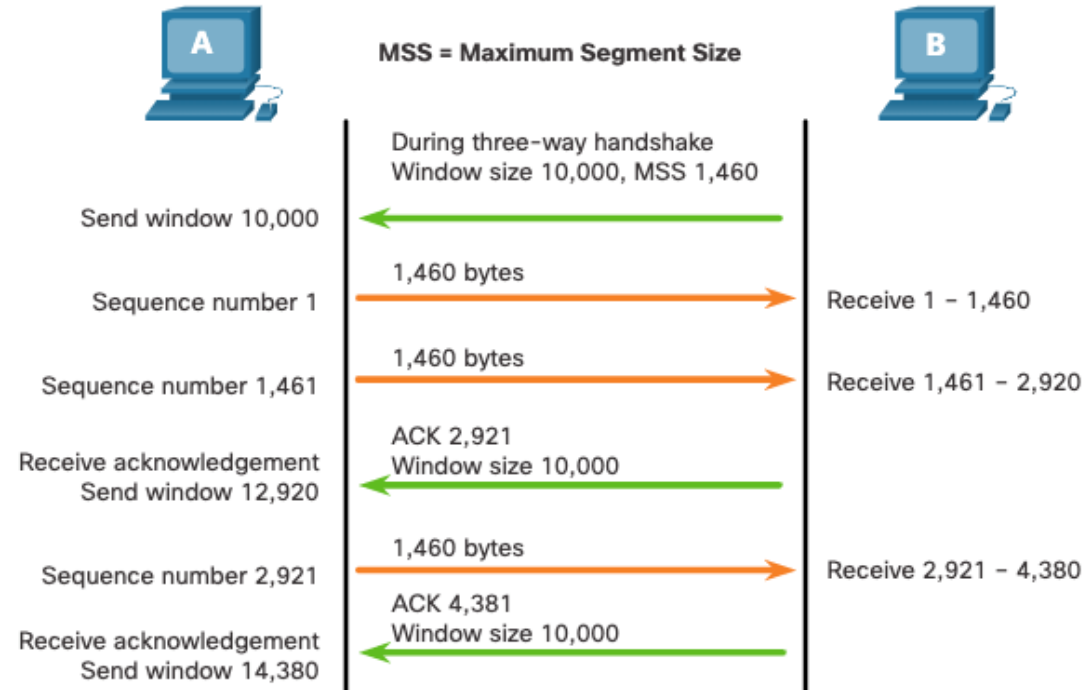 A
MSS = Maximum Segment Size
B
During three-way handshake
Window size 10,000, MSS 1,460
Send window 10,000
1,460 bytes
Sequence number 1
Receive 1 – 1,460
1,460 bytes
Sequence number 1,461
Receive 1,461 – 2,920
ACK 2,921
Window size 10,000
Receive acknowledgement
Send window 12,920
1,460 bytes
Sequence number 2,921
Receive 2,921 – 4,380
ACK 4,381
Window size 10,000
Receive acknowledgement
Send window 14,380